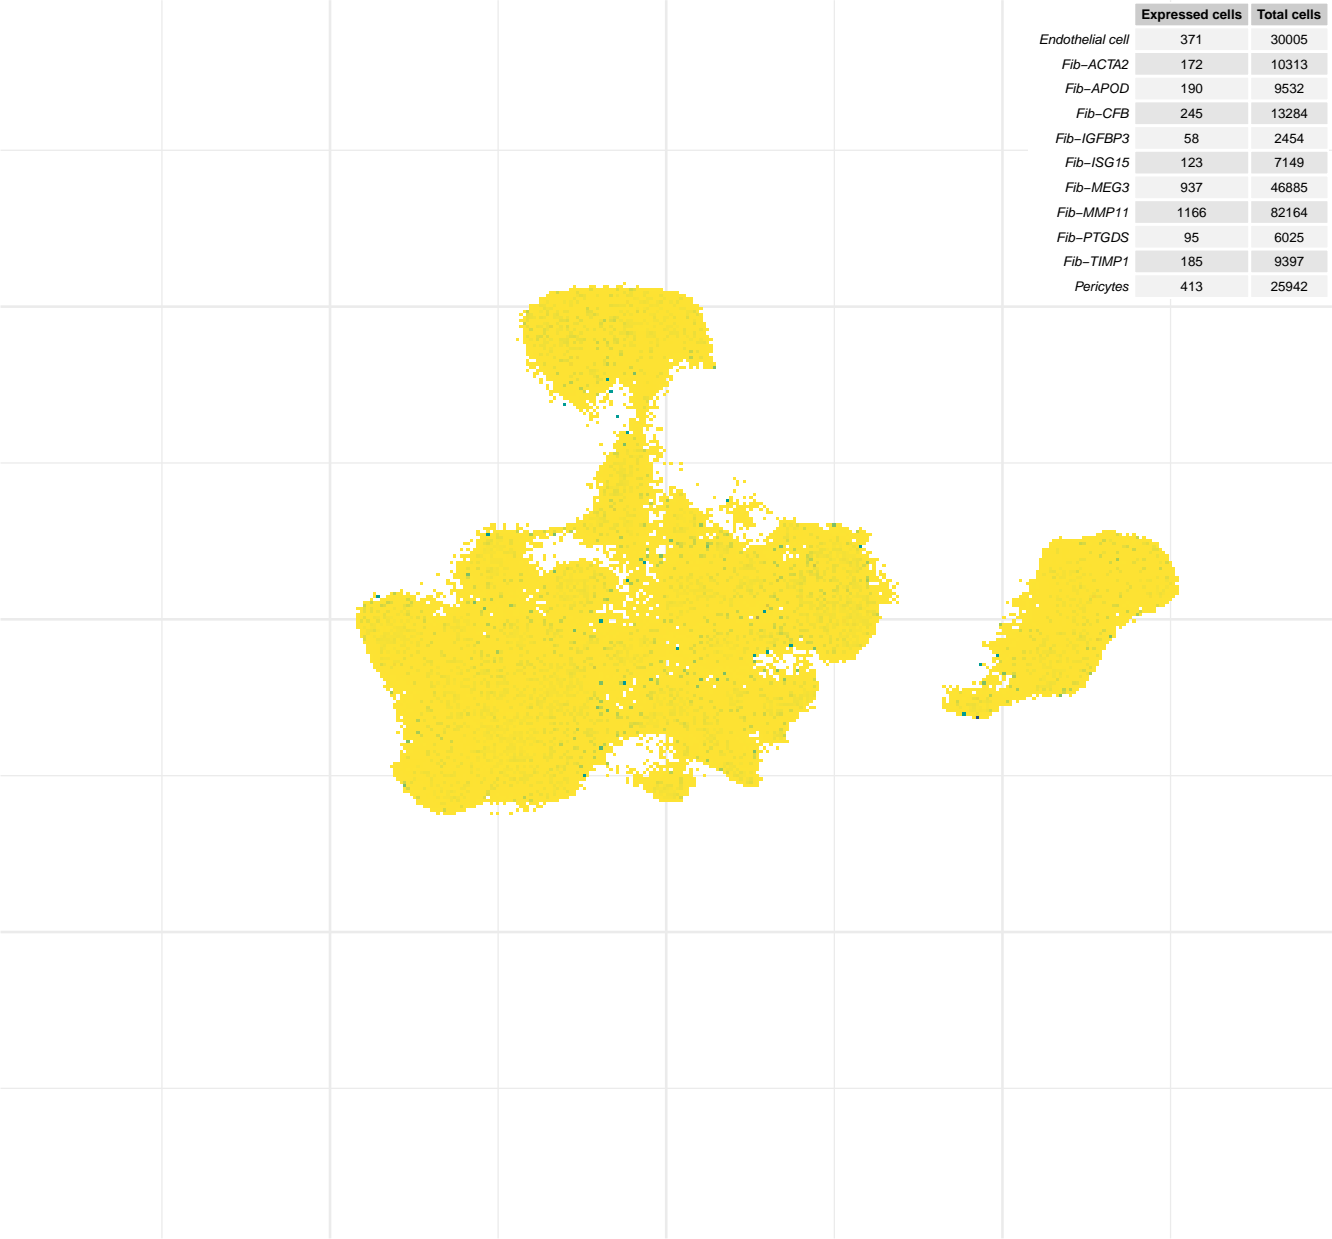 Expressed cells Total cells
Endothelial cell 371 30005
Fib−ACTA2 172 10313
Fib−APOD 190 9532
Fib−CFB 245 13284
Fib−IGFBP3 58 2454
Fib−ISG15 123 7149
Fib−MEG3 937 46885
Fib−MMP11 1166 82164
Fib−PTGDS 95 6025
Fib−TIMP1 185 9397
Pericytes 413 25942